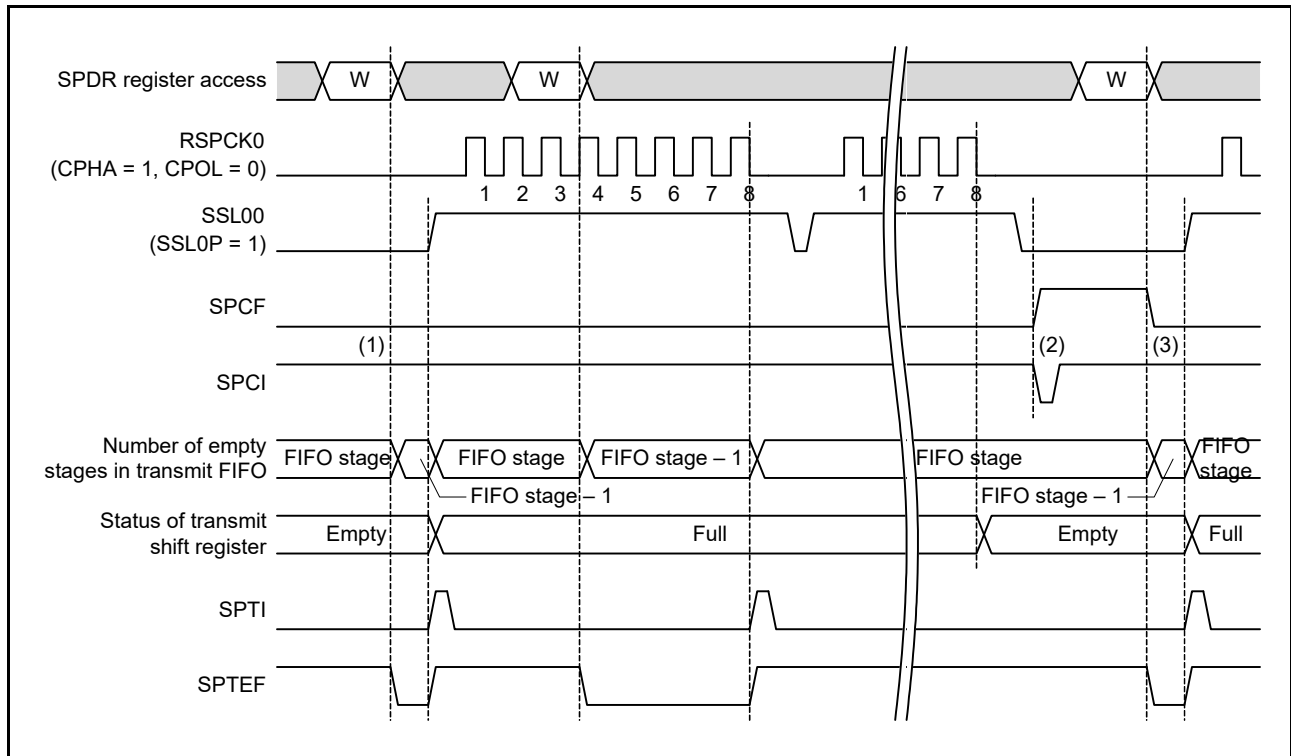 SPDR register access
W
W
W
RSPCK0
(CPHA = 1, CPOL = 0)
1 2 3 4 5 6 7 8 1 6 7 8
SSL00
(SSL0P = 1)
SPCF
(1) (2) (3)
SPCI
Number of empty
stages in transmit FIFO
FIFO stage
FIFO stage
FIFO stage – 1
FIFO stage
FIFO
stage
FIFO stage – 1
FIFO stage – 1
Status of transmit
shift register
Empty
Full
Empty
Full
SPTI
SPTEF